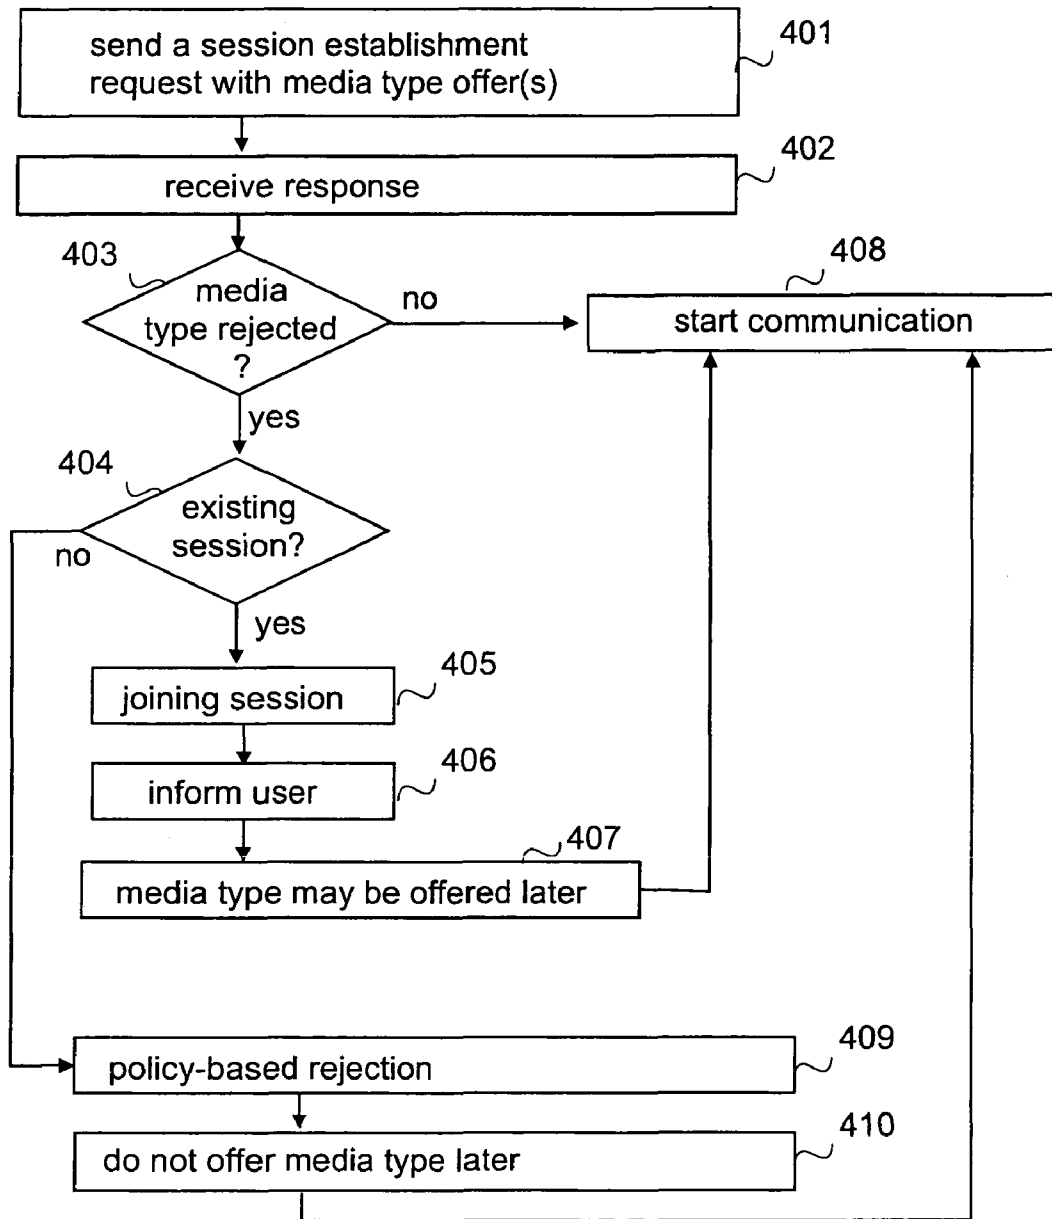 send a session establishment
request with media type offer(s)
401
receive response
402
403
media
type rejected
?
no
408
start communication
yes
404
existing
session?
no
yes
joining session
405
inform user
406
407
media type may be offered later
policy-based rejection
409
do not offer media type later
410